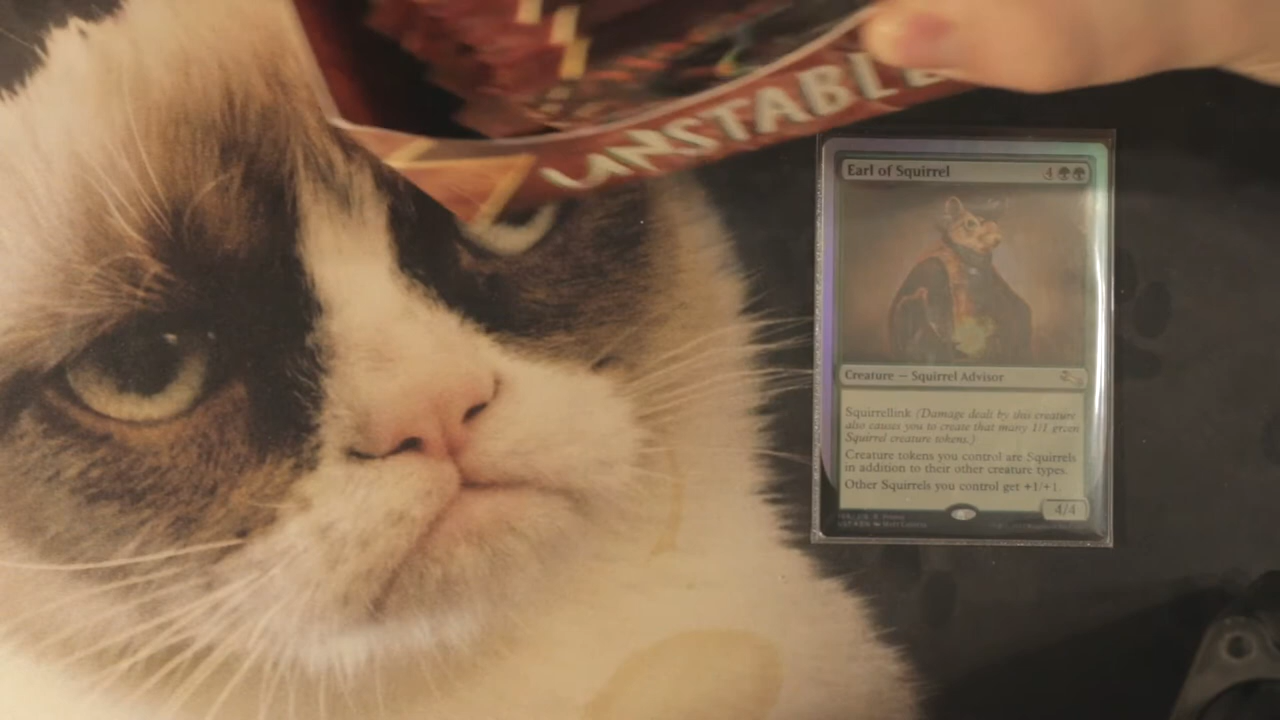 UNSTABLE
Earl of Squirrel 4
Creature — Squirrel Advisor
Squirrellink (Damage dealt by this creature
also causes you to create that many 1/1 green
Squirrel creature tokens.)
Creature tokens you control are Squirrels
in addition to their other creature types.
Other Squirrels you control get +1/+1.
4/4